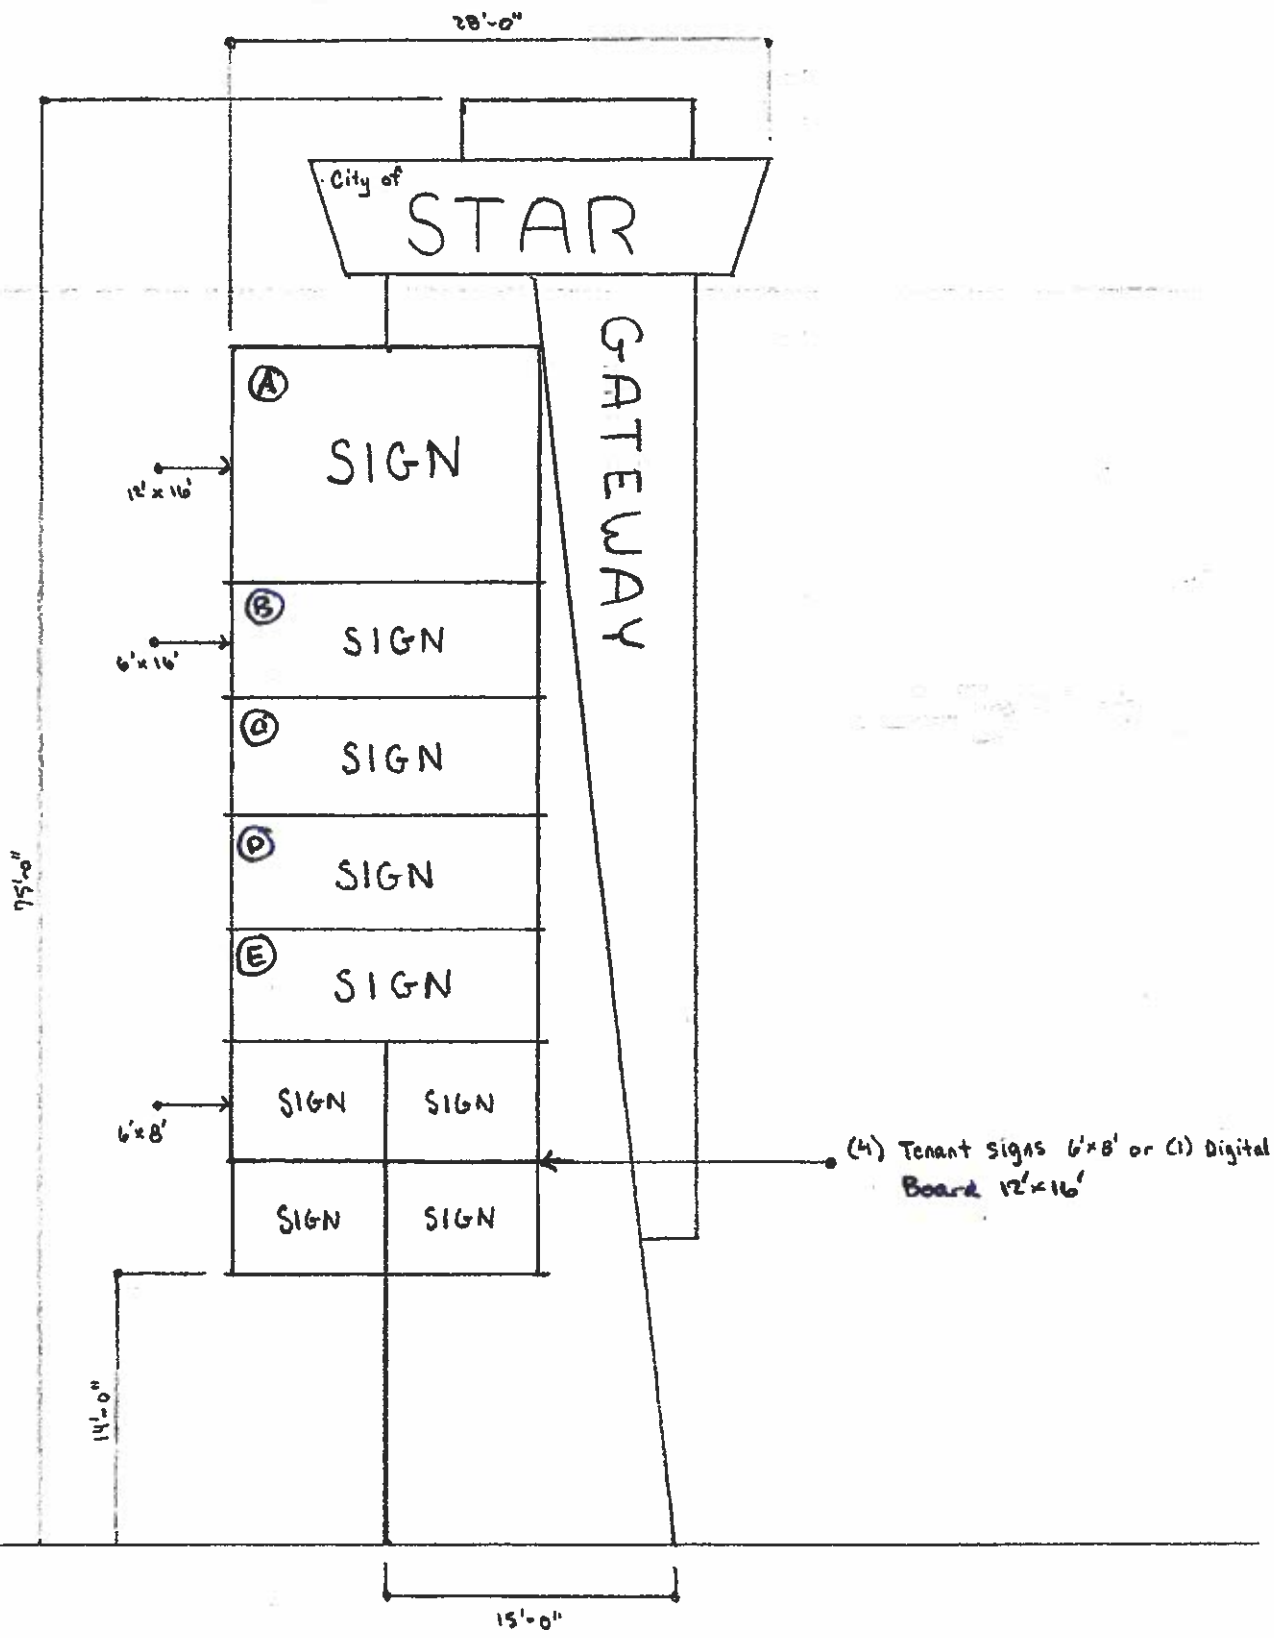 28'-0"
City of
STAR
GATEWAY
A
SIGN
12' x 16'
B
SIGN
6' x 16'
C
SIGN
D
SIGN
75'-0"
E
SIGN
SIGN SIGN
6' x 8'
(4) Tenant signs 6' x 8' or (1) Digital
Board 12' x 16'
SIGN SIGN
14'-0"
15'-0"